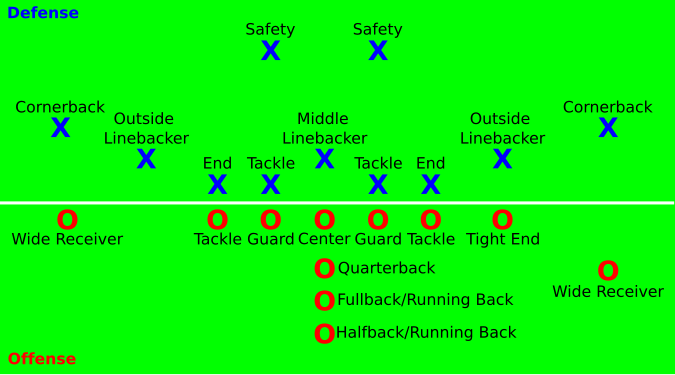 Defense
Safety Safety
X X
Cornerback Cornerback
X X
Outside Linebacker
Middle Linebacker
Outside Linebacker
X X X
End Tackle Tackle End
X X X X
O O O O O O O
Wide Receiver Tackle Guard Center Guard Tackle Tight End
O Quarterback
O
Wide Receiver
O Fullback/Running Back
O Halfback/Running Back
Offense